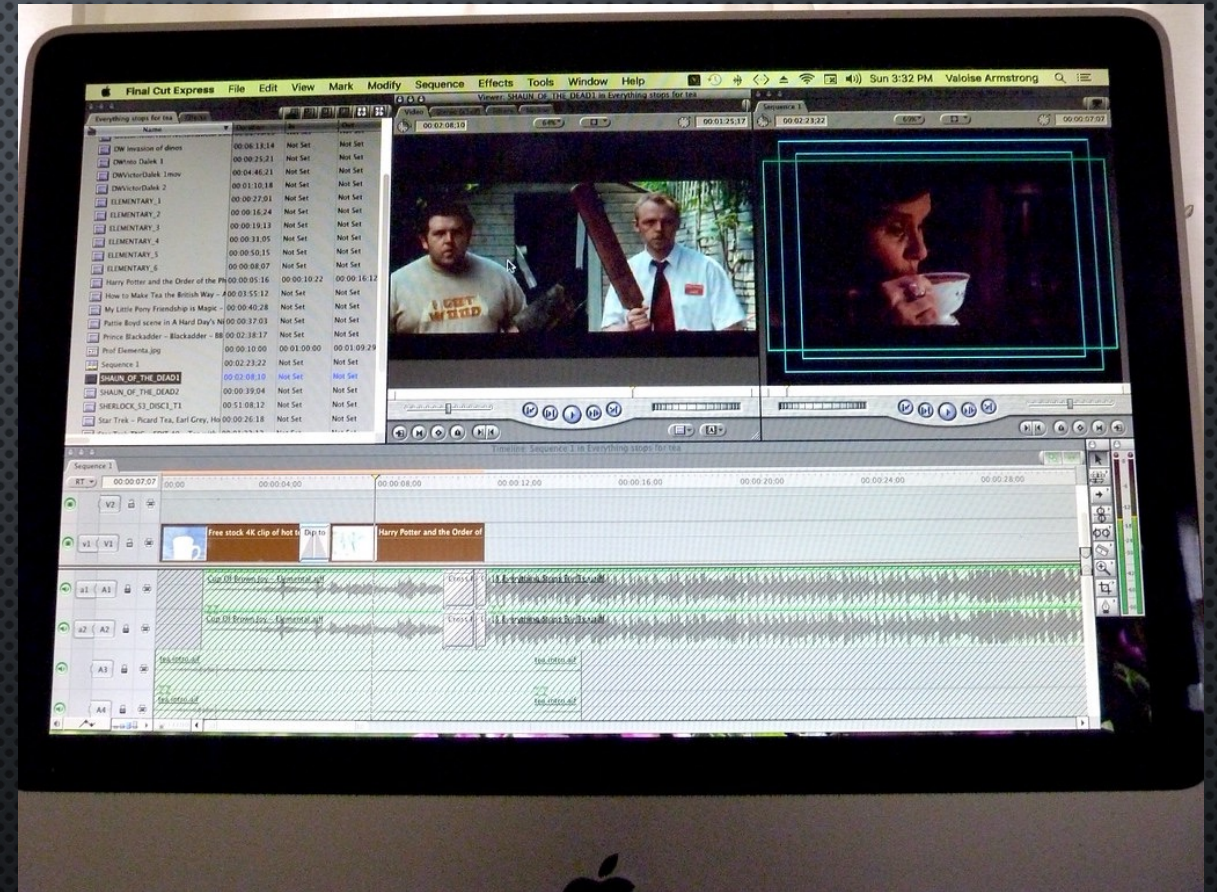 Final Cut Express File Edit View Mark Modify Sequence Effects Tools Window Help Sun 3:32 PM Valoise Armstrong
Everything stops for tea
Name
DW invasion of dinos 00:06:13;14 Not Set Not Set
DWInto Dalek 1 00:00:25;21 Not Set Not Set
DWVictorDalek 1mov 00:04:46;21 Not Set Not Set
DWVictorDalek 2 00:01:10;18 Not Set Not Set
ELEMENTARY_1 00:00:27;01 Not Set Not Set
ELEMENTARY_2 00:00:16;24 Not Set Not Set
ELEMENTARY_3 00:00:19;13 Not Set Not Set
ELEMENTARY_4 00:00:31;05 Not Set Not Set
ELEMENTARY_5 00:00:50;15 Not Set Not Set
ELEMENTARY_6 00:00:08;07 Not Set Not Set
Harry Potter and the Order of the Ph 00:00:05:16 00:00:10:22 00:00:16:12
How to Make Tea the British Way - 00:03:55:12 Not Set Not Set
My Little Pony Friendship is Magic - 00:00:40;28 Not Set Not Set
Pattie Boyd scene in A Hard Day's Ni 00:00:37:03 Not Set Not Set
Prince Blackadder - Blackadder - BB 00:02:38:17 Not Set Not Set
Prof Elementa.jpg 00:00:10:00 00:01:00:00 00:01:09:29
Sequence 1 00:02:23;22 Not Set Not Set
SHAUN_OF_THE_DEAD1 00:02:08;10 Not Set Not Set
SHAUN_OF_THE_DEAD2 00:00:39;04 Not Set Not Set
SHERLOCK_S3_DISC1_T1 00:51:08;12 Not Set Not Set
Star Trek - Picard Tea, Earl Grey, Ho 00:00:26:18 Not Set Not Set
Viewer: SHAUN_OF_THE_DEAD1 in Everything stops for tea
Video
00:02:08;10 00:01:25;17
I GOT
WOOD
Sequence 1
00:02:23;22 00:00:07;07
Timeline: Sequence 1 in Everything stops for tea
Sequence 1
RT 00:00:07;07 00;00 00:00:04;00 00:00:08;00 00:00:12;00 00:00:16;00 00:00:20;00 00:00:24;00 00:00:28;00
V2
v1 V1 Free stock 4K clip of hot t Dip to Harry Potter and the Order of
a1 A1 Cup Of Brown Joy - Elemental.aiff Cross
a2 A2 Cup Of Brown Joy - Elemental.aiff Cross
A3 tea intro.aif tea intro.aif
A4 tea intro.aif tea intro.aif